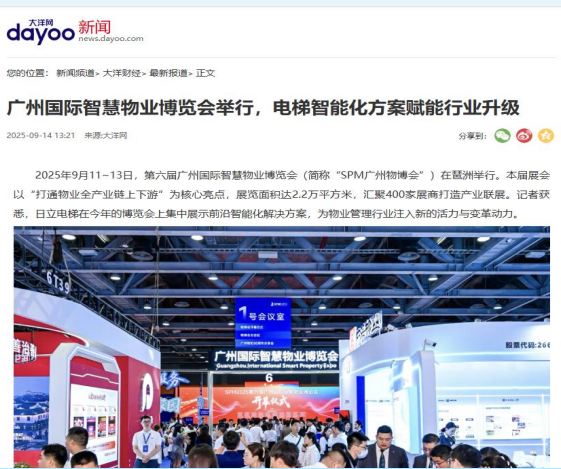 大洋网
dayoo 新闻
news.dayoo.com
您的位置： 新闻频道> 大洋财经> 最新报道> 正文
广州国际智慧物业博览会举行，电梯智能化方案赋能行业升级
2025-09-14 13:21 来源:大洋网 分享到：
2025年9月11~13日，第六届广州国际智慧物业博览会（简称“SPM广州物博会”）在琶洲举行。本届展会
以“打通物业全产业链上下游”为核心亮点，展览面积达2.2万平方米，汇聚400家展商打造产业联展。记者获
悉，日立电梯在今年的博览会上集中展示前沿智能化解决方案，为物业管理行业注入新的活力与变革动力。
6T39
1号会议室
股票代码:266
广州国际智慧物业博览会
Guangzhou International Smart Property Expo
6
开幕仪式